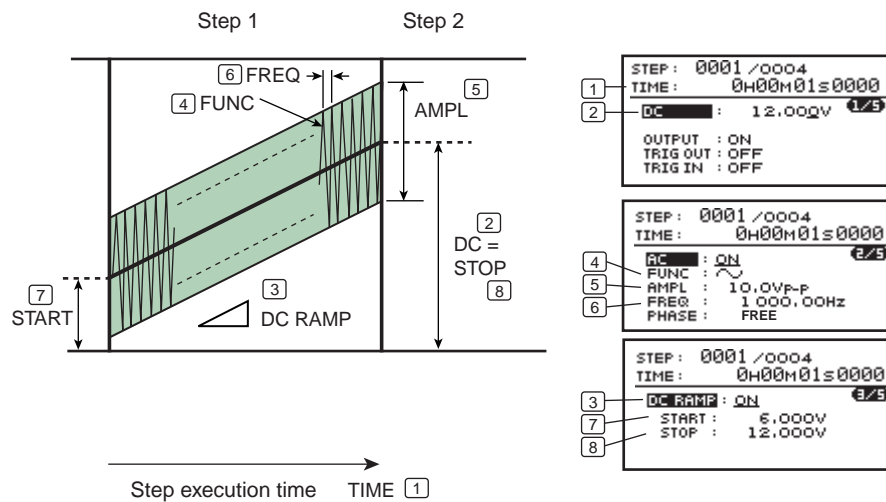 Step 1
Step 2
6 FREQ
4 FUNC
5
AMPL
2
DC =
STOP
8
7
START
3
DC RAMP
Step execution time TIME 1
STEP : 0001 /0004
1 TIME : 0H00M01S0000
2 DC : 12.000V 1/5
OUTPUT : ON
TRIG OUT : OFF
TRIG IN : OFF
STEP : 0001 /0004
TIME : 0H00M01S0000
AC : ON 2/5
4 FUNC :
5 AMPL : 10.0Vp-p
6 FREQ : 1000.00Hz
PHASE : FREE
STEP : 0001 /0004
TIME : 0H00M01S0000
3 DC RAMP : ON 3/5
7 START : 6.000V
8 STOP : 12.000V